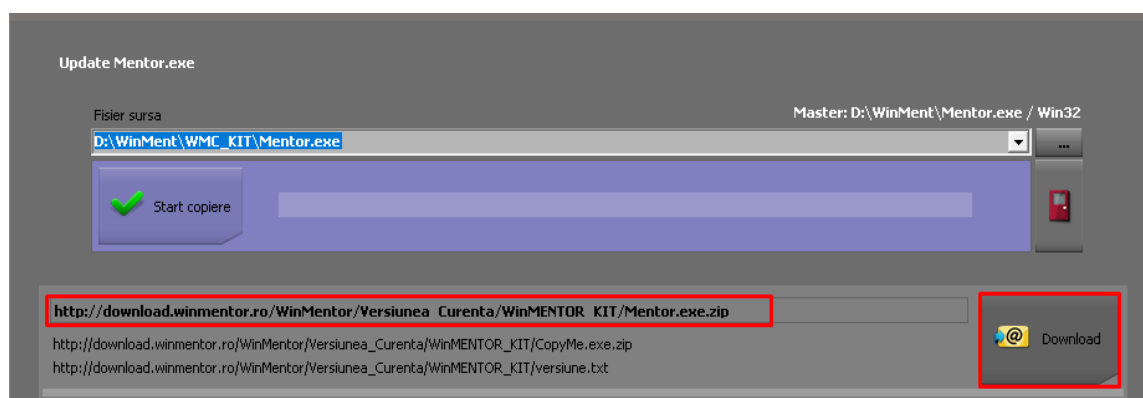 Update Mentor.exe
Fisier sursa
Master: D:\WinMent\Mentor.exe / Win32
D:\WinMent\WMC_KIT\Mentor.exe
...
Start copiere
http://download.winmentor.ro/WinMentor/Versiunea_Curenta/WinMENTOR_KIT/Mentor.exe.zip
http://download.winmentor.ro/WinMentor/Versiunea_Curenta/WinMENTOR_KIT/CopyMe.exe.zip
http://download.winmentor.ro/WinMentor/Versiunea_Curenta/WinMENTOR_KIT/versiune.txt
@ Download